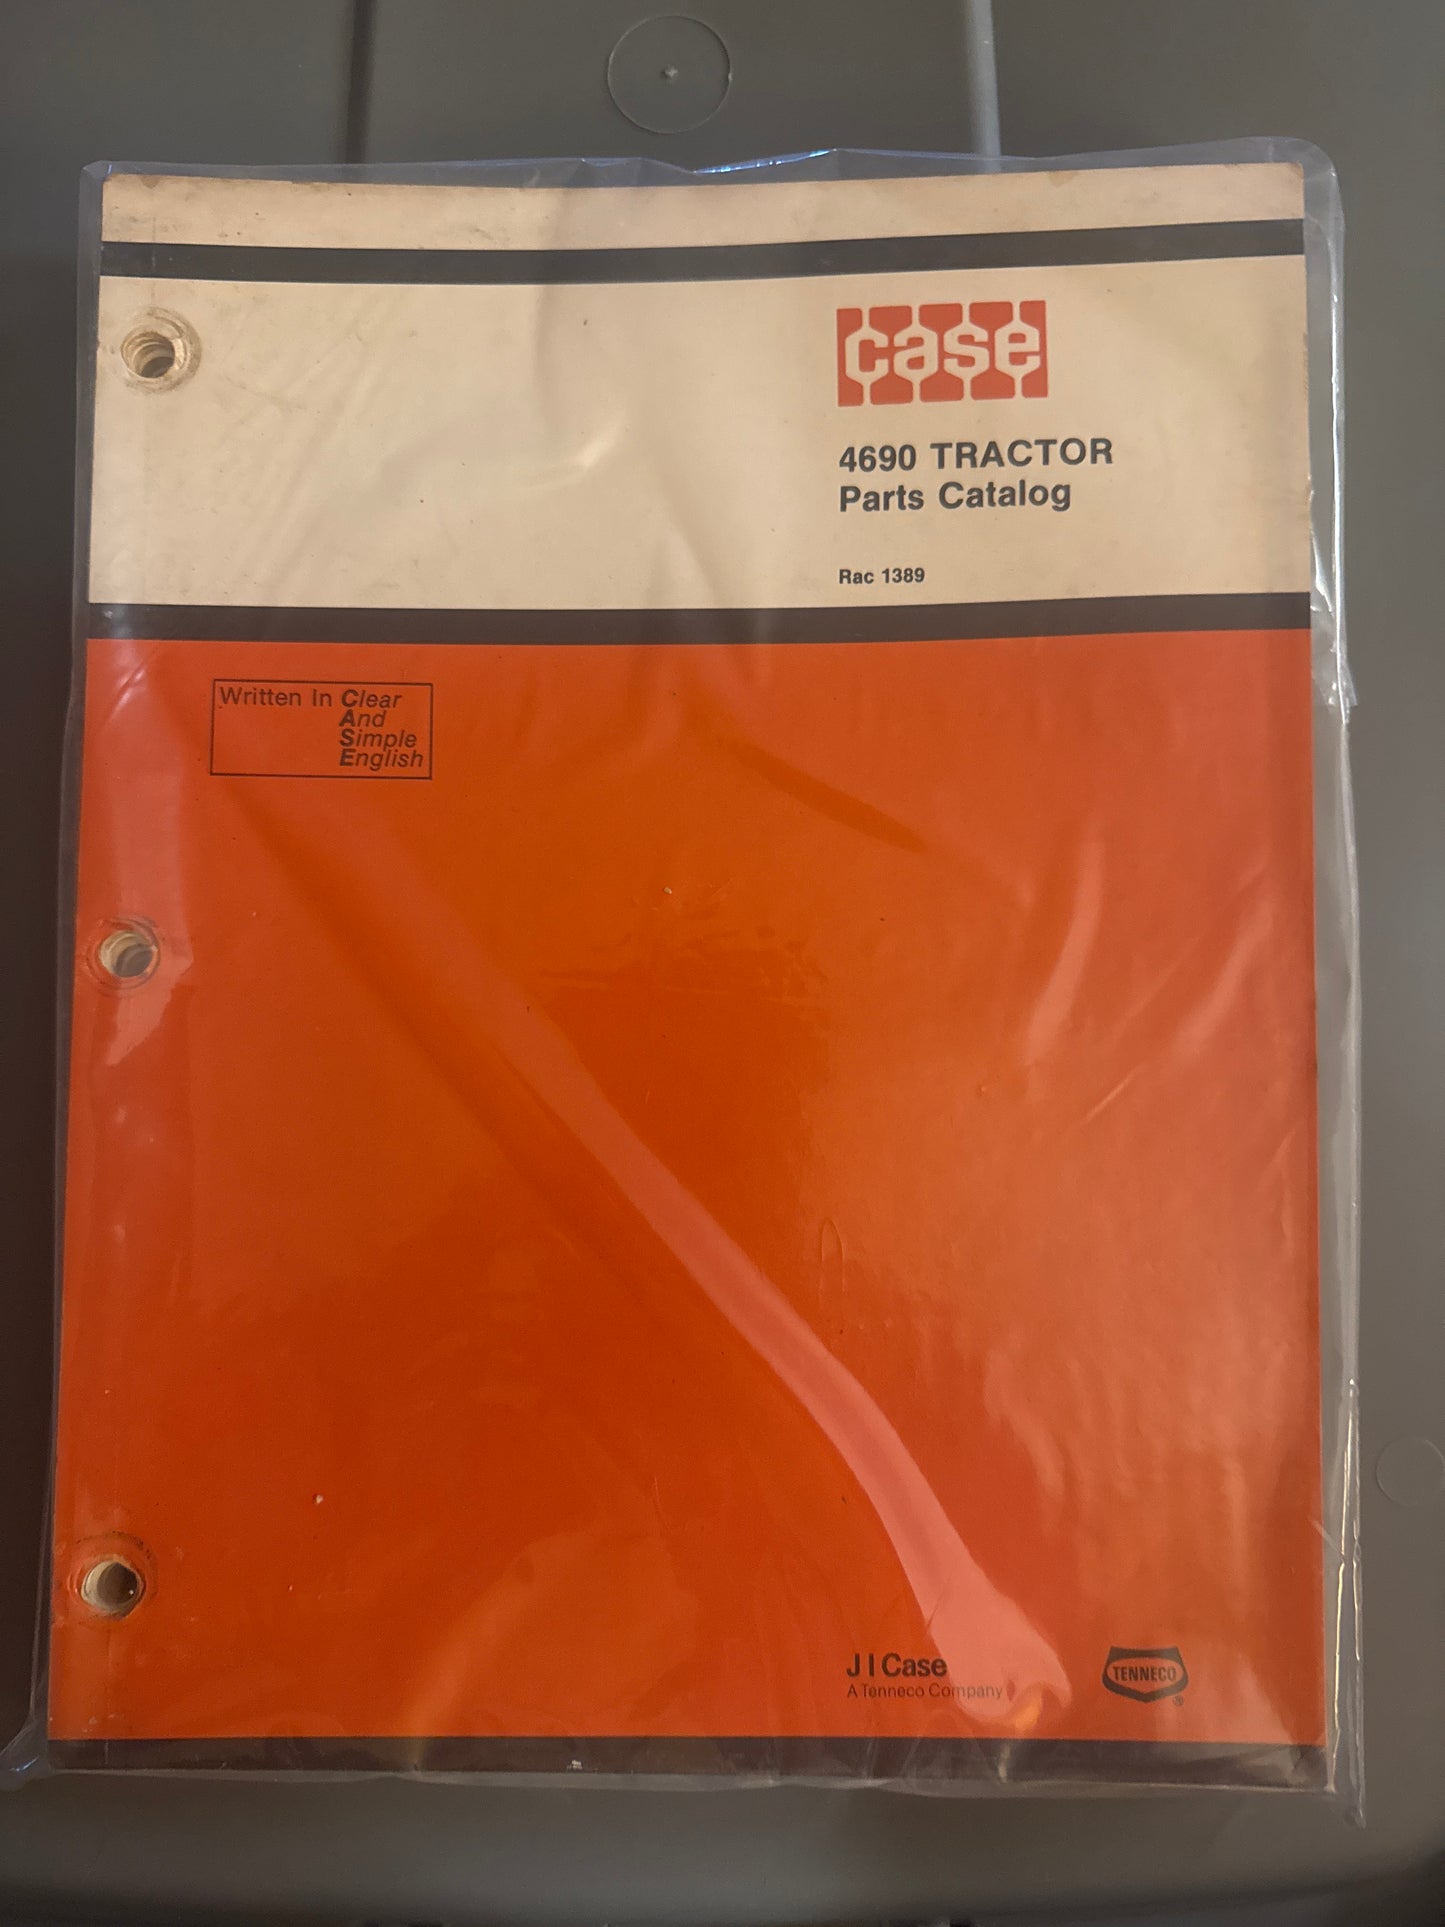 case
4690 TRACTOR
Parts Catalog
Rac 1389
Written In Clear
And
Simple
English
J I Case
A Tenneco Company
TENNECO
®